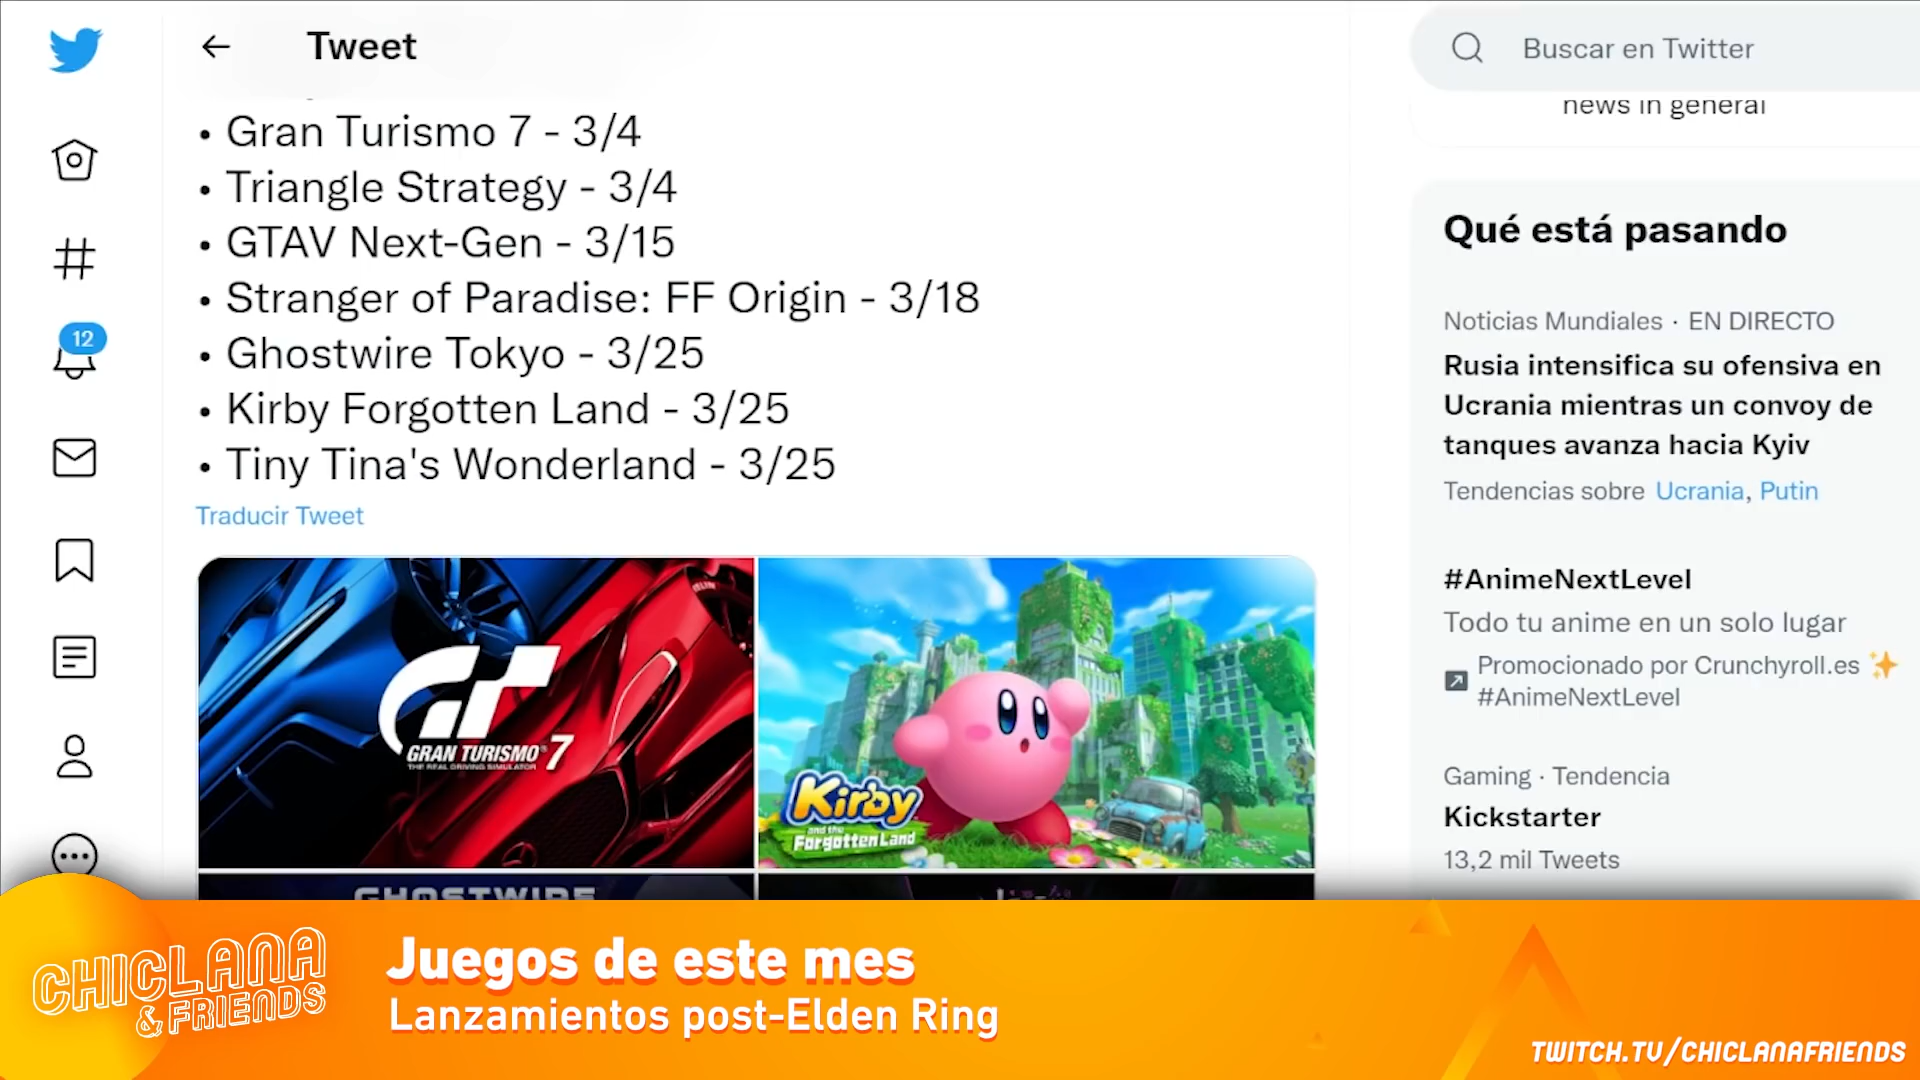 Tweet
Buscar en Twitter
news in general
• Gran Turismo 7 - 3/4
• Triangle Strategy - 3/4
• GTAV Next-Gen - 3/15
• Stranger of Paradise: FF Origin - 3/18
• Ghostwire Tokyo - 3/25
• Kirby Forgotten Land - 3/25
• Tiny Tina's Wonderland - 3/25
Traducir Tweet
12
GT
GRAN TURISMO 7
THE REAL DRIVING SIMULATOR
Kirby
and the
Forgotten Land
GHOSTWIRE
Qué está pasando
Noticias Mundiales · EN DIRECTO
Rusia intensifica su ofensiva en
Ucrania mientras un convoy de
tanques avanza hacia Kyiv
Tendencias sobre Ucrania, Putin
#AnimeNextLevel
Todo tu anime en un solo lugar
Promocionado por Crunchyroll.es ✨
#AnimeNextLevel
Gaming · Tendencia
Kickstarter
13,2 mil Tweets
CHICLANA
& FRIENDS
Juegos de este mes
Lanzamientos post-Elden Ring
TWITCH.TV/CHICLANAFRIENDS